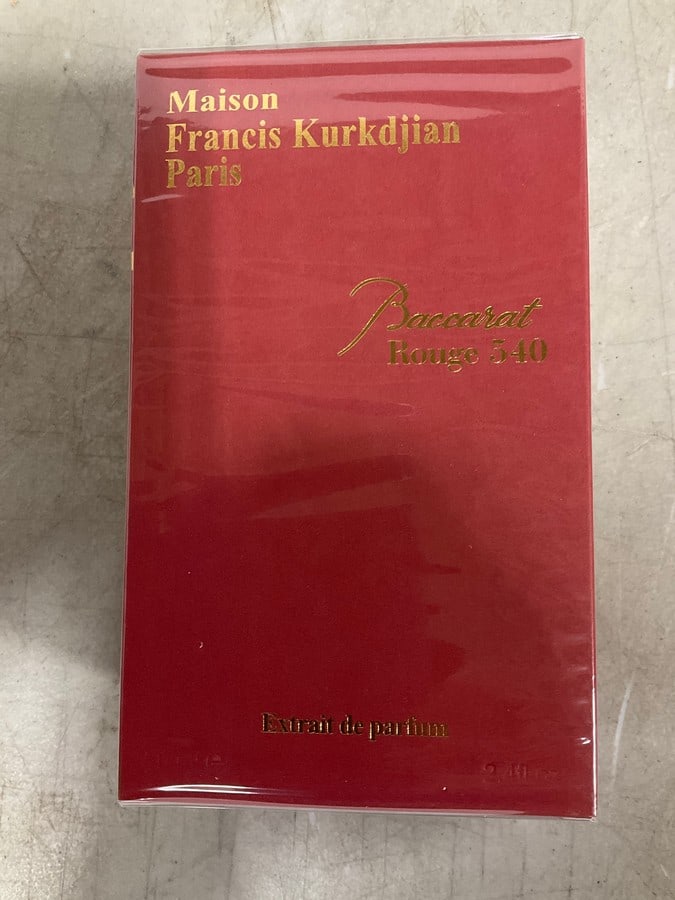 Maison
Francis Kurkdjian
Paris
Baccarat
Rouge 540
Extrait de parfum